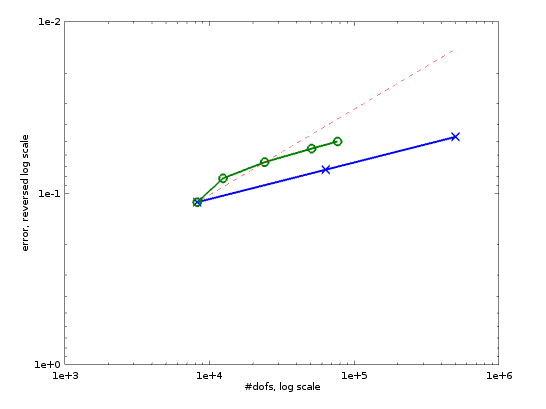 1e-2
error, reversed log scale
1e-1
1e+0
1e+3
1e+4
1e+5
1e+6
#dofs, log scale